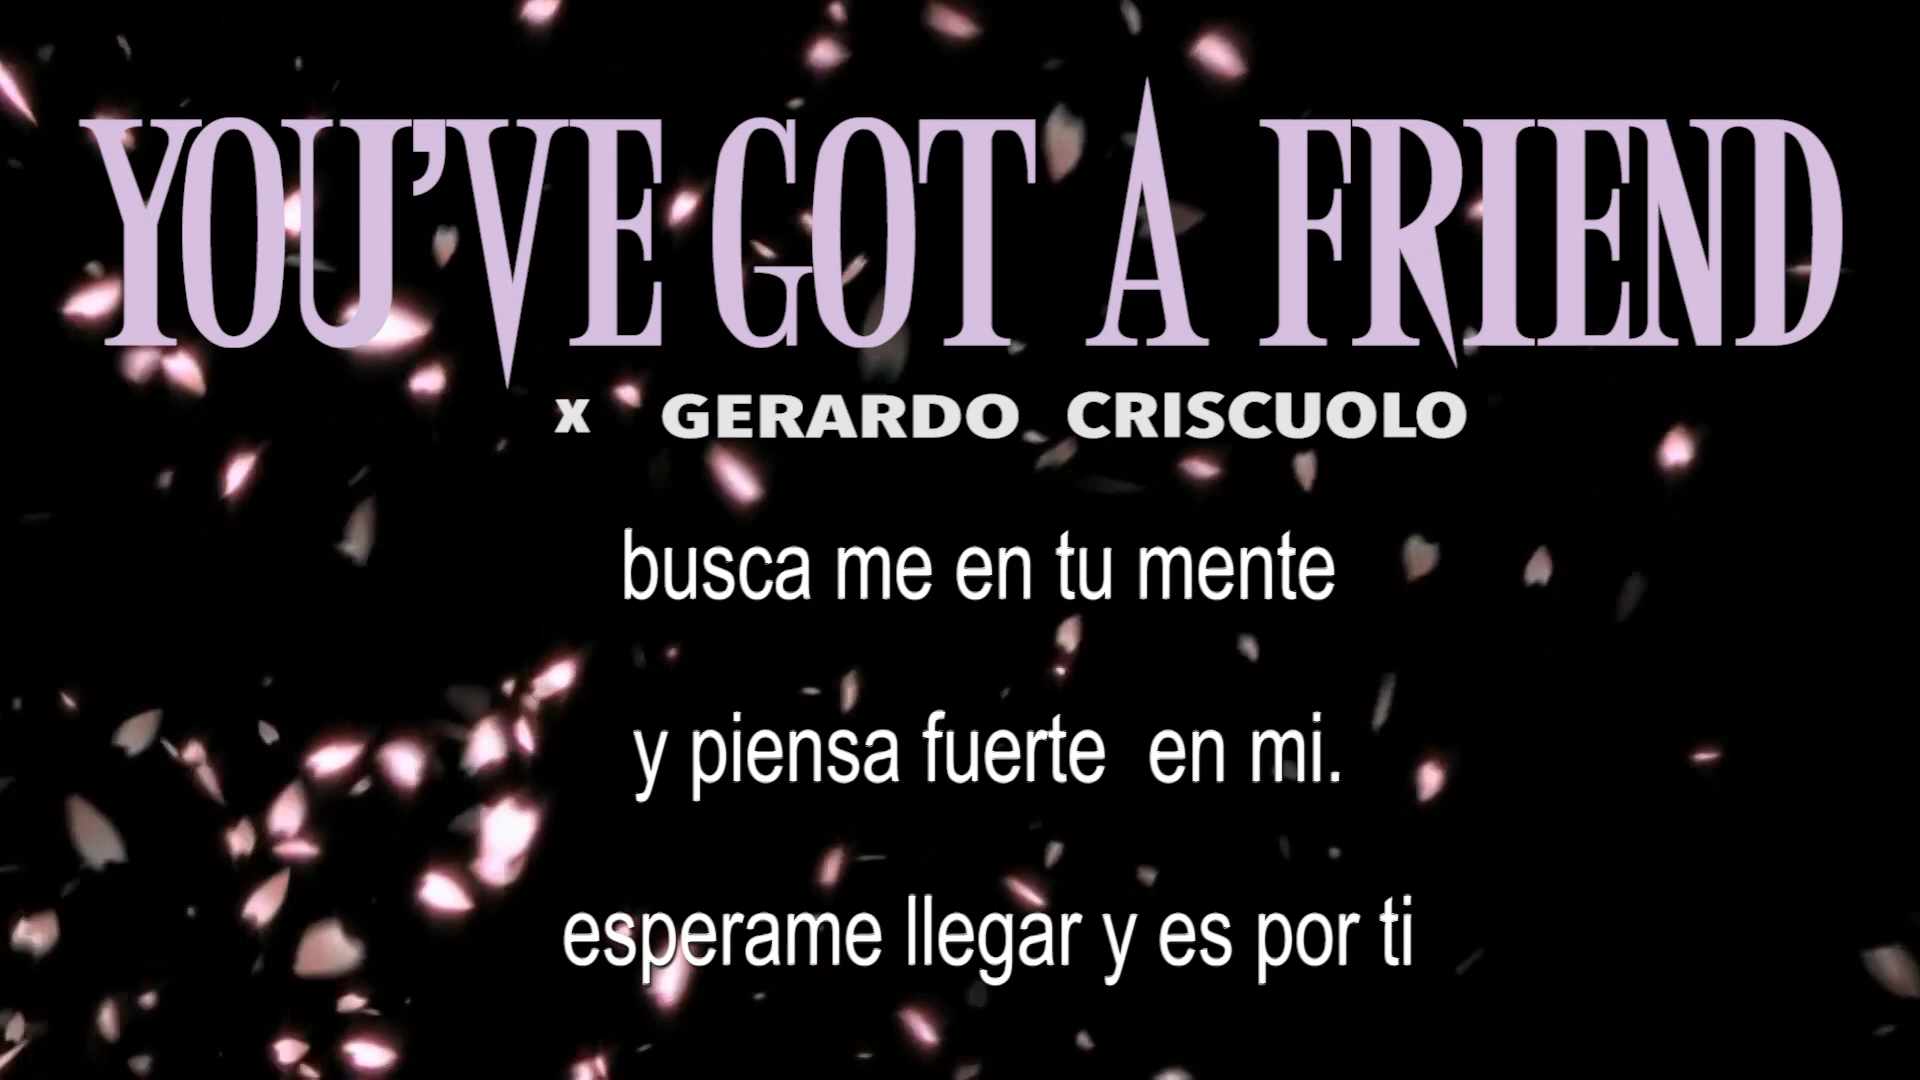 YOU'VE GOT A FRIEND
x GERARDO CRISCUOLO
busca me en tu mente
y piensa fuerte en mi.
esperame llegar y es por ti